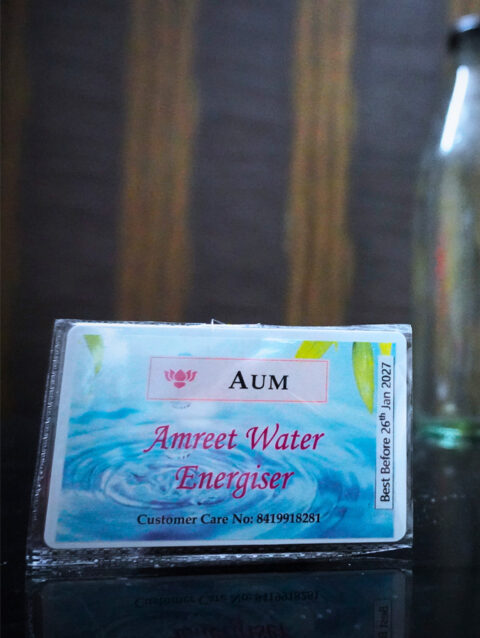 AUM
Amreet Water
Energiser
Customer Care No: 8419918281
Best Before 26th Jan 2027